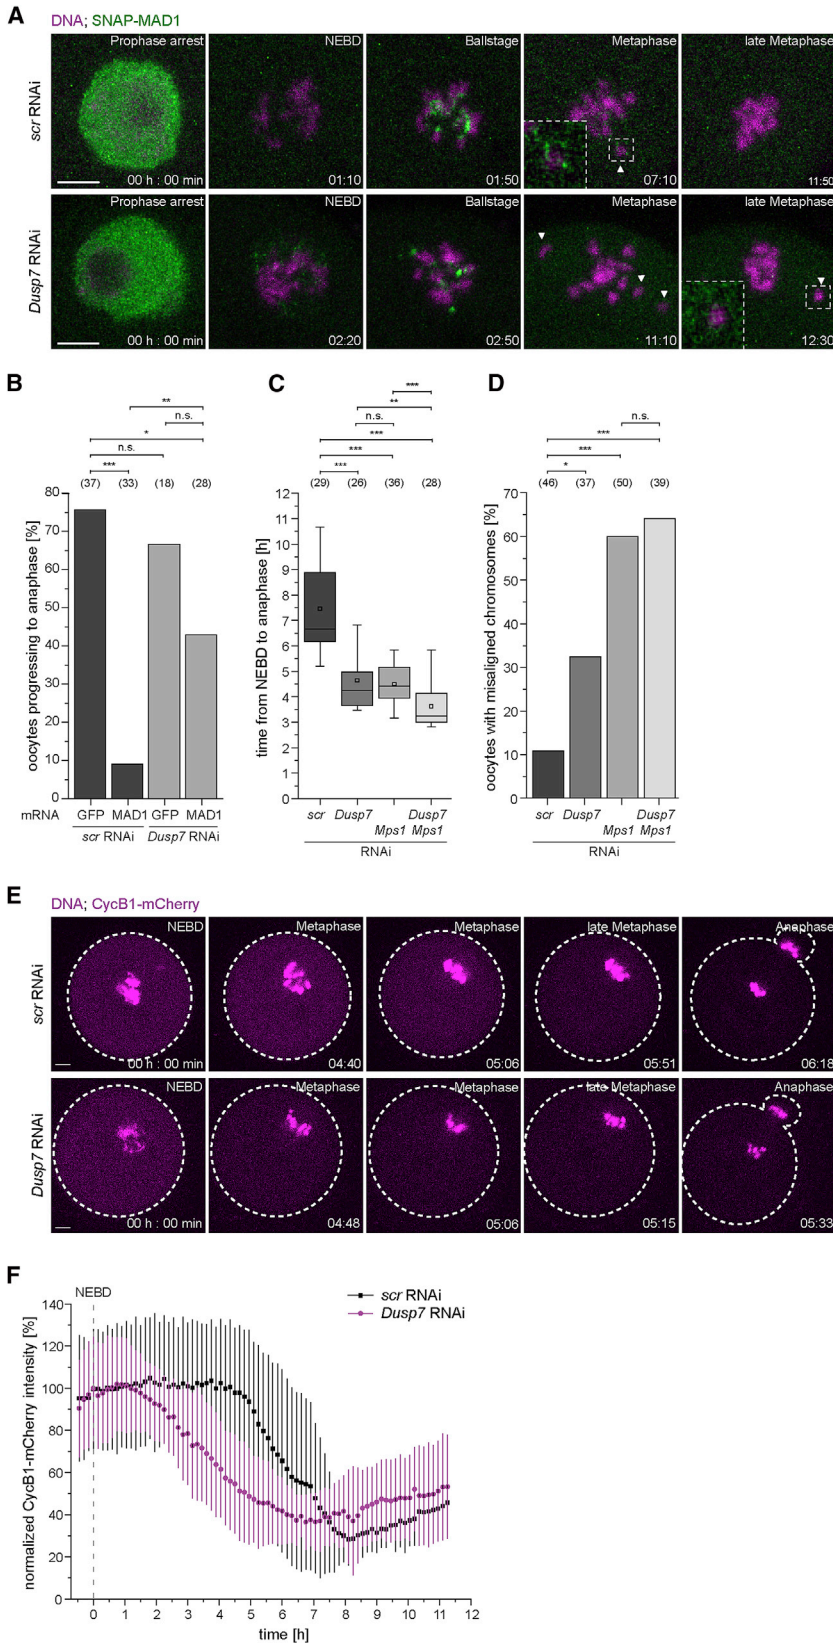 A
DNA; SNAP-MAD1
scr RNAi
Prophase arrest
00 h : 00 min
NEBD
01:10
Ballstage
01:50
Metaphase
07:10
late Metaphase
11:50
Dusp7 RNAi
Prophase arrest
00 h : 00 min
NEBD
02:20
Ballstage
02:50
Metaphase
11:10
late Metaphase
12:30
B
**
n.s.
*
n.s.
***
(37) (33) (18) (28)
oocytes progressing to anaphase [%]
80
70
60
50
40
30
20
10
0
mRNA GFP MAD1 GFP MAD1
scr RNAi Dusp7 RNAi
C
***
**
n.s.
***
***
***
(29) (26) (36) (28)
time from NEBD to anaphase [h]
12
11
10
9
8
7
6
5
4
3
2
1
0
scr Dusp7 Dusp7
Mps1 Mps1
RNAi
D
n.s.
***
***
*
(46) (37) (50) (39)
oocytes with misaligned chromosomes [%]
70
60
50
40
30
20
10
0
scr Dusp7 Dusp7
Mps1 Mps1
RNAi
E
DNA; CycB1-mCherry
scr RNAi
NEBD
00 h : 00 min
Metaphase
04:40
Metaphase
05:06
late Metaphase
05:51
Anaphase
06:18
Dusp7 RNAi
NEBD
00 h : 00 min
Metaphase
04:48
Metaphase
05:06
late Metaphase
05:15
Anaphase
05:33
F
NEBD
scr RNAi
Dusp7 RNAi
normalized CycB1-mCherry intensity [%]
140
120
100
80
60
40
20
0
0 1 2 3 4 5 6 7 8 9 10 11 12
time [h]